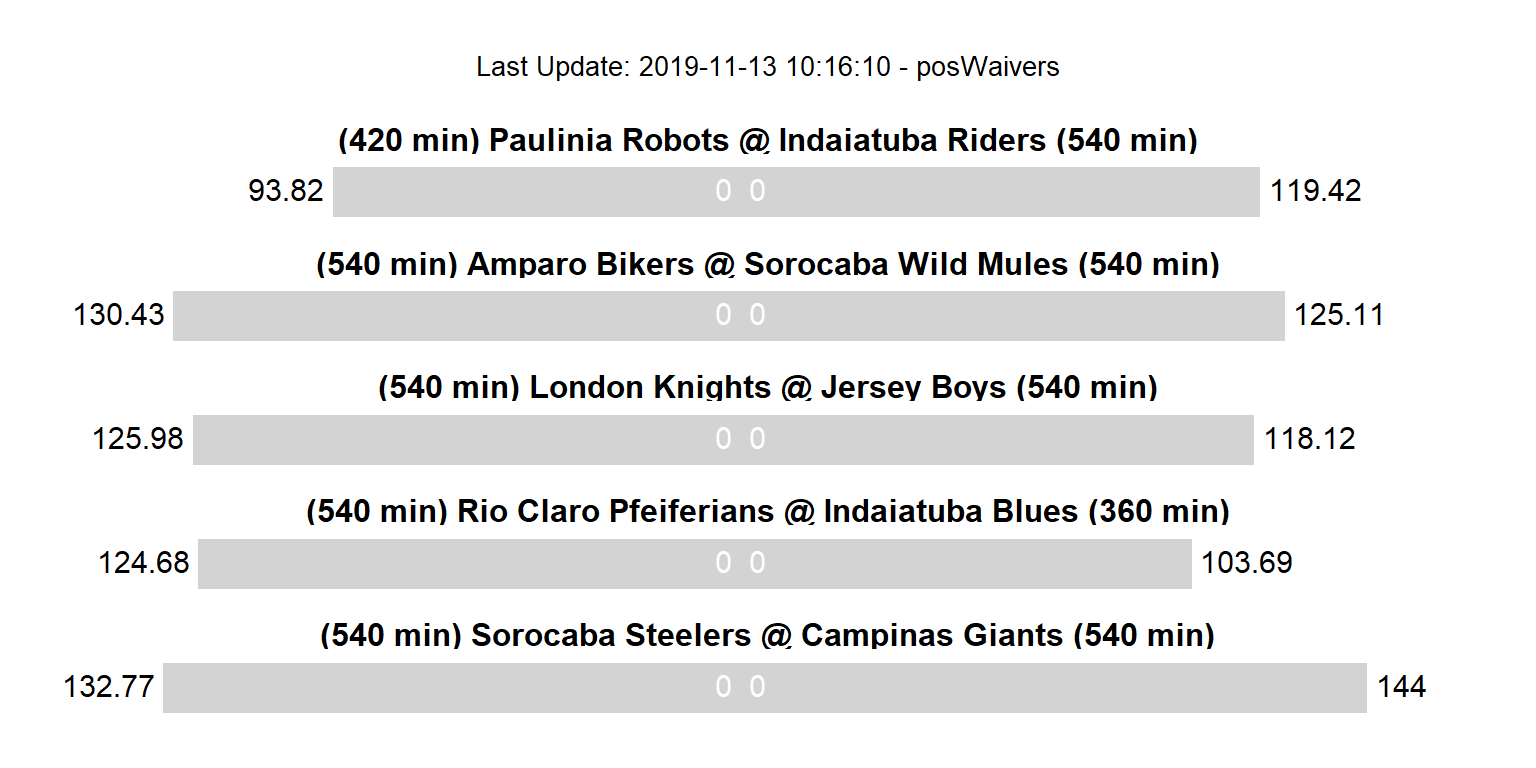 Last Update: 2019-11-13 10:16:10 - posWaivers
(420 min) Paulinia Robots @ Indaiatuba Riders (540 min)
93.82 0 0 119.42
(540 min) Amparo Bikers @ Sorocaba Wild Mules (540 min)
130.43 0 0 125.11
(540 min) London Knights @ Jersey Boys (540 min)
125.98 0 0 118.12
(540 min) Rio Claro Pfeiferians @ Indaiatuba Blues (360 min)
124.68 0 0 103.69
(540 min) Sorocaba Steelers @ Campinas Giants (540 min)
132.77 0 0 144